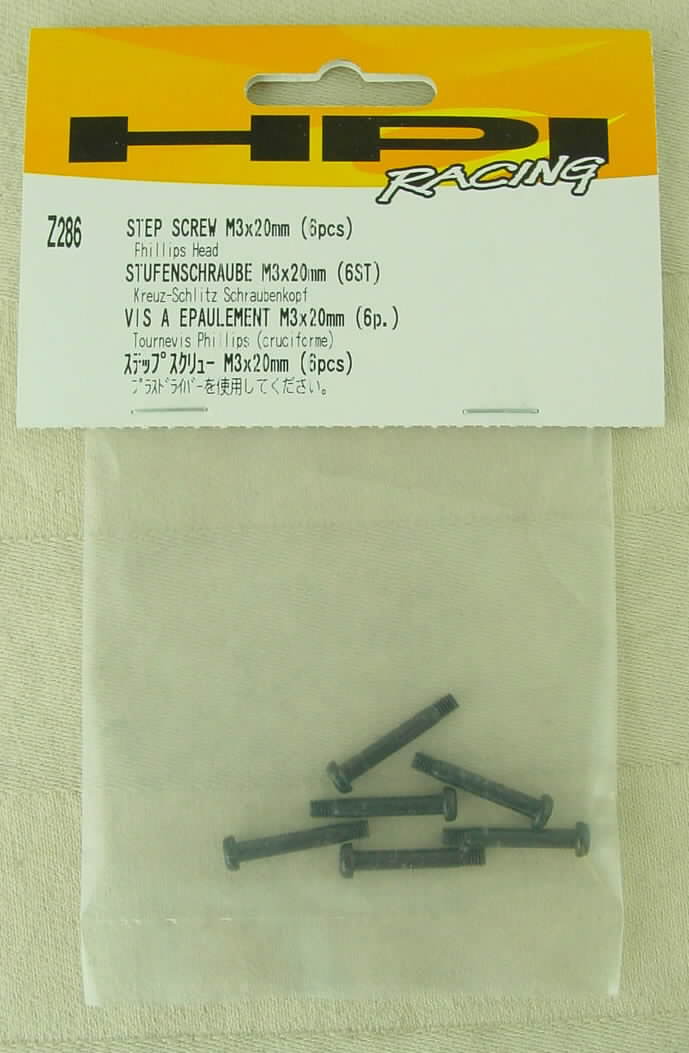 HPI
RACING
Z286
STEP SCREW M3x20mm (6pcs)
Phillips Head
STUFENSCHRAUBE M3x20mm (6ST)
Kreuz-Schlitz Schraubenkopf
VIS A EPAULEMENT M3x20mm (6p.)
Tournevis Phillips (cruciforme)
ステップスクリュー M3x20mm (6pcs)
プラスドライバーを使用してください。